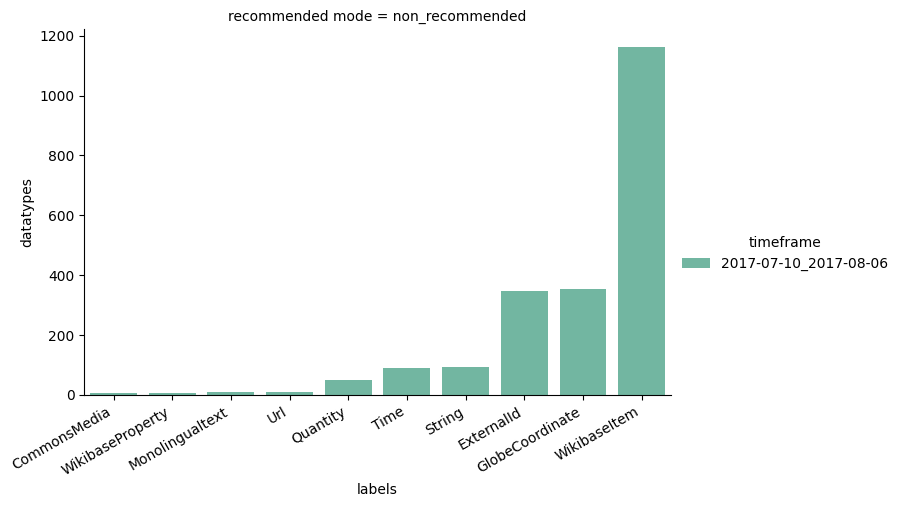 recommended mode = non_recommended
1200
1000
800
600
400
200
0
datatypes
CommonsMedia
WikibaseProperty
Monolingualtext
Url
Quantity
Time
String
ExternalId
GlobeCoordinate
WikibaseItem
labels
timeframe
2017-07-10_2017-08-06